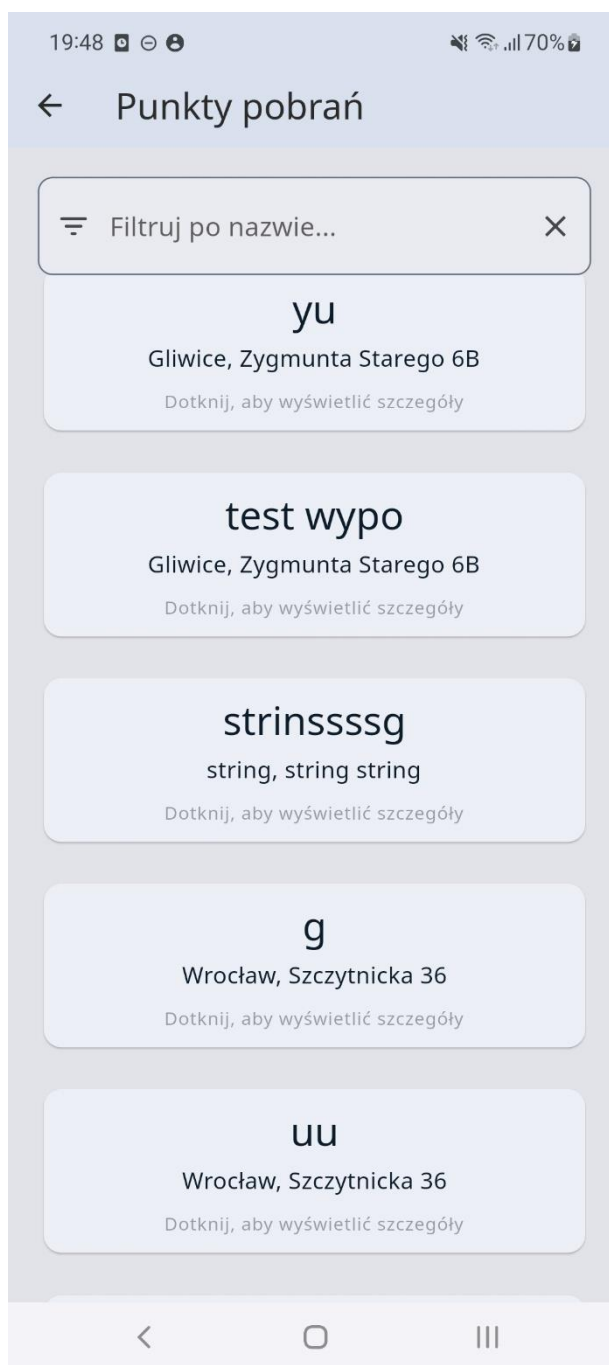 19:48
70%
Punkty pobrań
Filtruj po nazwie...
yu
Gliwice, Zygmunta Starego 6B
Dotknij, aby wyświetlić szczegóły
test wypo
Gliwice, Zygmunta Starego 6B
Dotknij, aby wyświetlić szczegóły
strinssssg
string, string string
Dotknij, aby wyświetlić szczegóły
g
Wrocław, Szczytnicka 36
Dotknij, aby wyświetlić szczegóły
uu
Wrocław, Szczytnicka 36
Dotknij, aby wyświetlić szczegóły